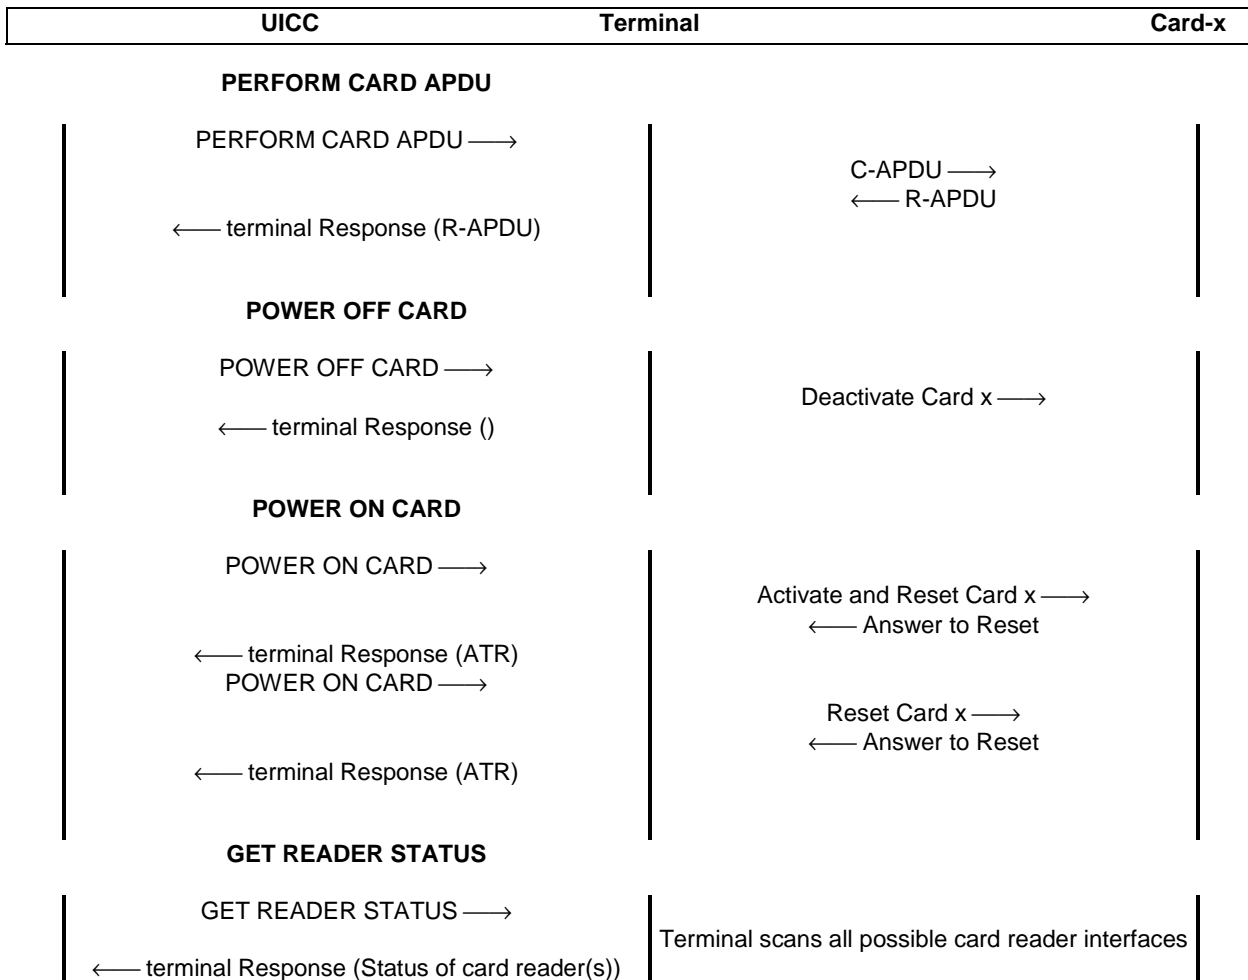 UICC Terminal Card-x
PERFORM CARD APDU
PERFORM CARD APDU ⟶
C-APDU ⟶
⟵ R-APDU
⟵ terminal Response (R-APDU)
POWER OFF CARD
POWER OFF CARD ⟶
Deactivate Card x ⟶
⟵ terminal Response ()
POWER ON CARD
POWER ON CARD ⟶
Activate and Reset Card x ⟶
⟵ Answer to Reset
⟵ terminal Response (ATR)
POWER ON CARD ⟶
Reset Card x ⟶
⟵ Answer to Reset
⟵ terminal Response (ATR)
GET READER STATUS
GET READER STATUS ⟶
Terminal scans all possible card reader interfaces
⟵ terminal Response (Status of card reader(s))